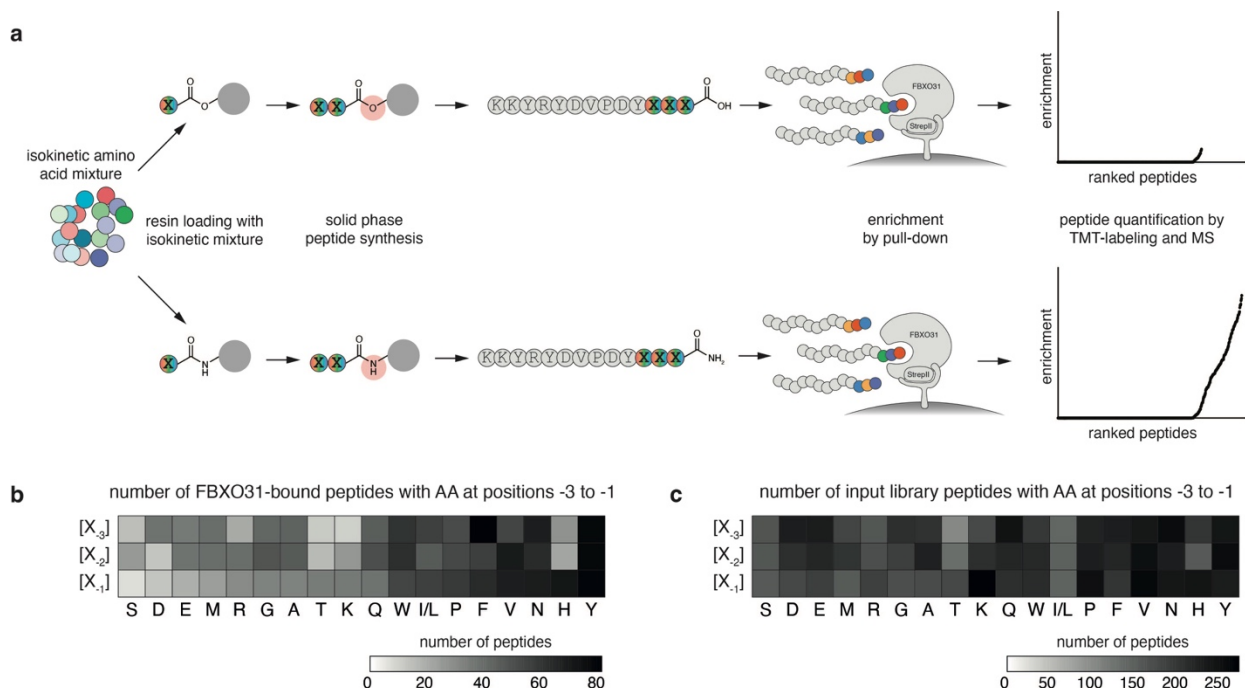 a
X
O
O
X X
O
O
K K Y R Y D V P D Y X X X
O
OH
FBXO31
StrepII
enrichment
ranked peptides
isokinetic amino
acid mixture
resin loading with
isokinetic mixture
solid phase
peptide synthesis
enrichment
by pull-down
peptide quantification by
TMT-labeling and MS
X
O
N
H
X X
O
N
H
K K Y R Y D V P D Y X X X
O
NH2
FBXO31
StrepII
enrichment
ranked peptides
b
number of FBXO31-bound peptides with AA at positions -3 to -1
[X-3]
[X-2]
[X-1]
S D E M R G A T K Q W I/L P F V N H Y
number of peptides
0 20 40 60 80
c
number of input library peptides with AA at positions -3 to -1
[X-3]
[X-2]
[X-1]
S D E M R G A T K Q W I/L P F V N H Y
number of peptides
0 50 100 150 200 250